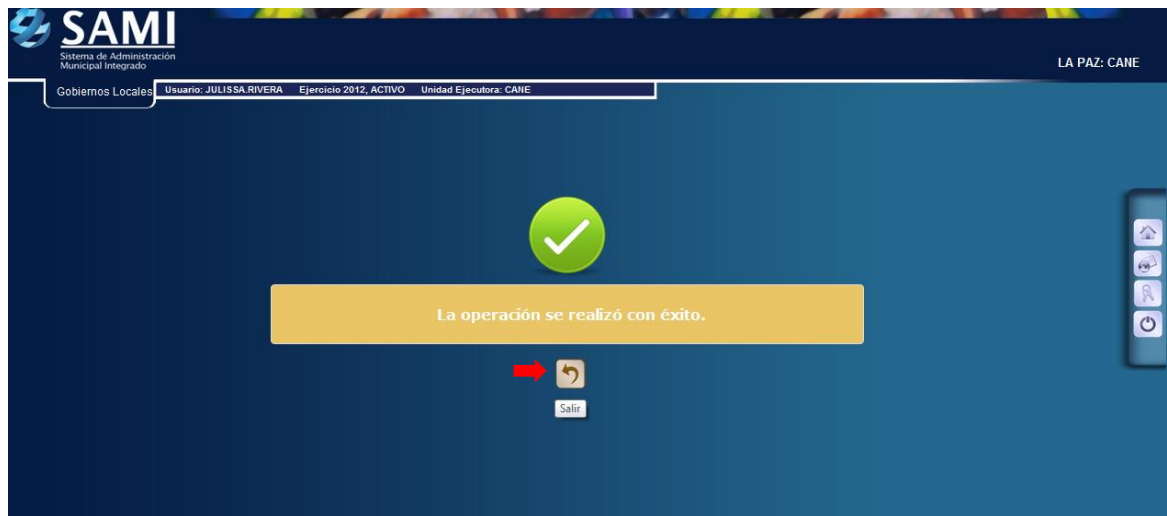 SAMI
Sistema de Administración
Municipal Integrado
LA PAZ: CANE
Gobiernos Locales
Usuario: JULISSA.RIVERA Ejercicio 2012, ACTIVO Unidad Ejecutora: CANE
La operación se realizó con éxito.
Salir